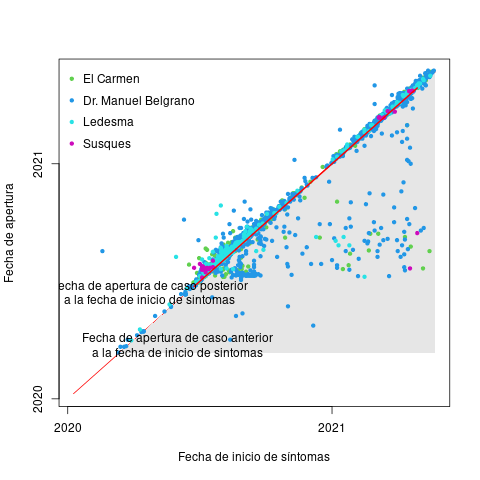 El Carmen
Dr. Manuel Belgrano
Ledesma
Susques
Fecha de apertura
2021
2020
echa de apertura de caso posterior
a la fecha de inicio de sintomas
Fecha de apertura de caso anterior
a la fecha de inicio de sintomas
2020
2021
Fecha de inicio de síntomas